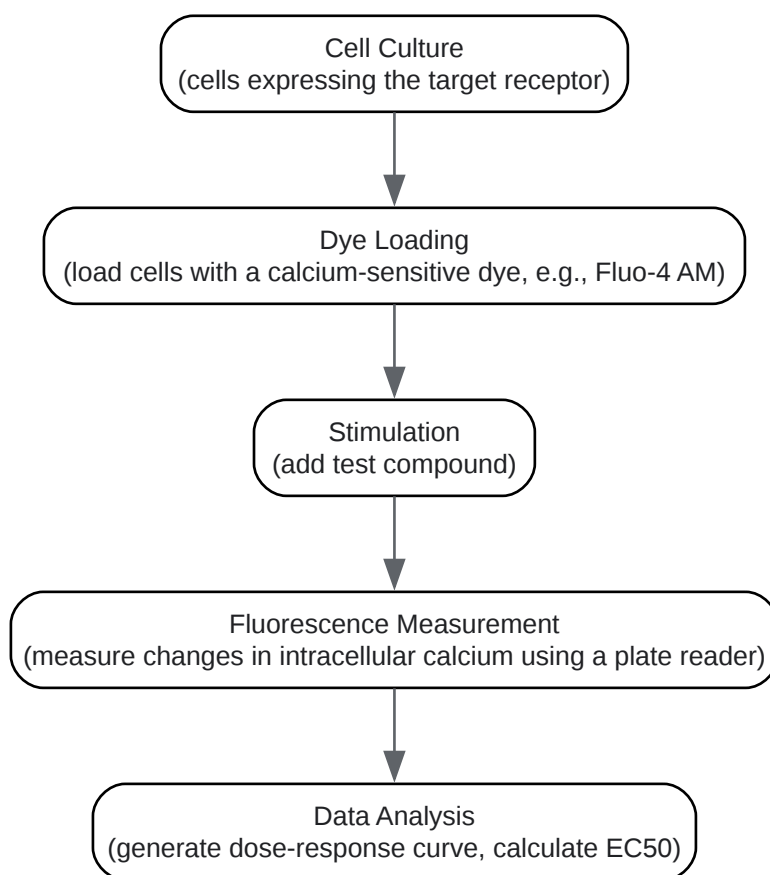 Cell Culture
(cells expressing the target receptor)
Dye Loading
(load cells with a calcium-sensitive dye, e.g., Fluo-4 AM)
Stimulation
(add test compound)
Fluorescence Measurement
(measure changes in intracellular calcium using a plate reader)
Data Analysis
(generate dose-response curve, calculate EC50)